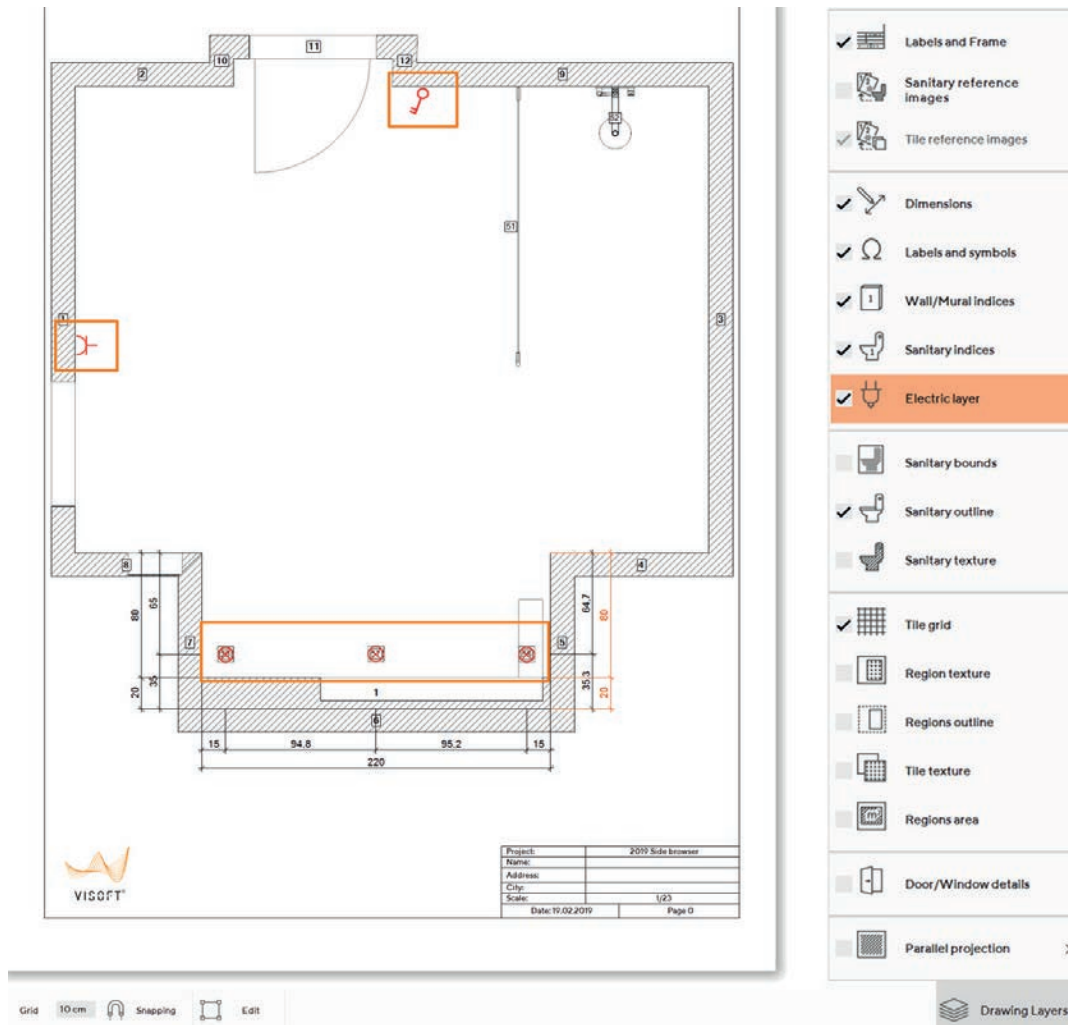 11
10
12
2
9
52
51
1
3
8
4
80
65
64.7
80
7
5
20
35
35.3
20
1
6
15
94.8
95.2
15
220
VISOFT
Project: 2019 Side browser
Name:
Address:
City:
Scale: 1/23
Date: 19.02.2019 Page 0
Labels and Frame
Sanitary reference
images
Tile reference images
Dimensions
Labels and symbols
1 Wall/Mural indices
1 Sanitary indices
Electric layer
Sanitary bounds
Sanitary outline
Sanitary texture
Tile grid
Region texture
Regions outline
Tile texture
m² Regions area
Door/Window details
Parallel projection
Grid 10 cm Snapping Edit
Drawing Layers